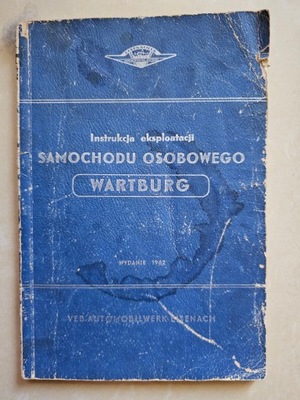 Instrukcja eksploatacji
SAMOCHODU OSOBOWEGO
WARTBURG
WYDANIE 1962
VEB AUTOMOBILWERK EISENACH